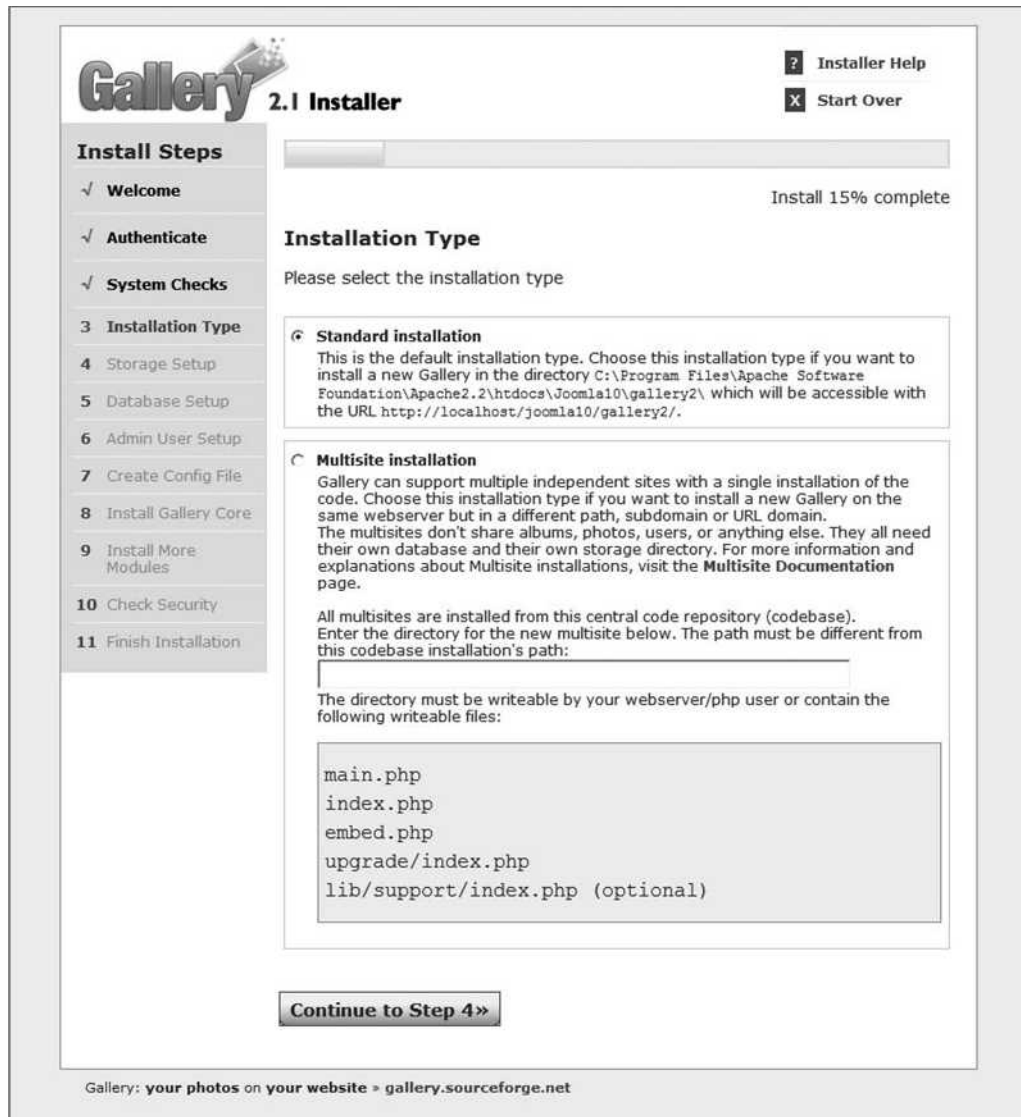 Gallery 2.1 Installer
? Installer Help
X Start Over
Install Steps
√ Welcome
√ Authenticate
√ System Checks
3 Installation Type
4 Storage Setup
5 Database Setup
6 Admin User Setup
7 Create Config File
8 Install Gallery Core
9 Install More
Modules
10 Check Security
11 Finish Installation
Install 15% complete
Installation Type
Please select the installation type
Standard installation
This is the default installation type. Choose this installation type if you want to
install a new Gallery in the directory C:\Program Files\Apache Software
Foundation\Apache2.2\htdocs\Joomla10\gallery2\ which will be accessible with
the URL http://localhost/joomla10/gallery2/.
Multisite installation
Gallery can support multiple independent sites with a single installation of the
code. Choose this installation type if you want to install a new Gallery on the
same webserver but in a different path, subdomain or URL domain.
The multisites don't share albums, photos, users, or anything else. They all need
their own database and their own storage directory. For more information and
explanations about Multisite installations, visit the Multisite Documentation
page.
All multisites are installed from this central code repository (codebase).
Enter the directory for the new multisite below. The path must be different from
this codebase installation's path:
The directory must be writeable by your webserver/php user or contain the
following writeable files:
main.php
index.php
embed.php
upgrade/index.php
lib/support/index.php (optional)
Continue to Step 4»
Gallery: your photos on your website » gallery.sourceforge.net